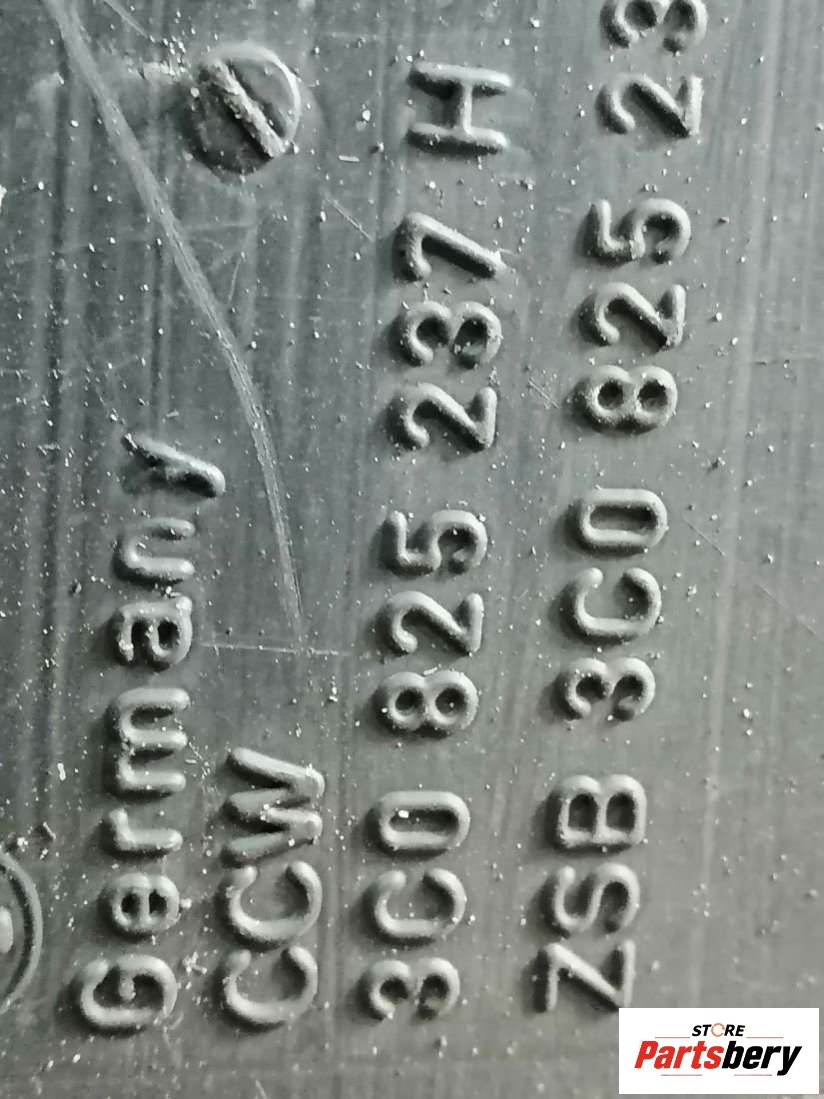 Germany
CCW
3C0 825 237 H
ZSB 3C0 825 23
STORE
Partsbery